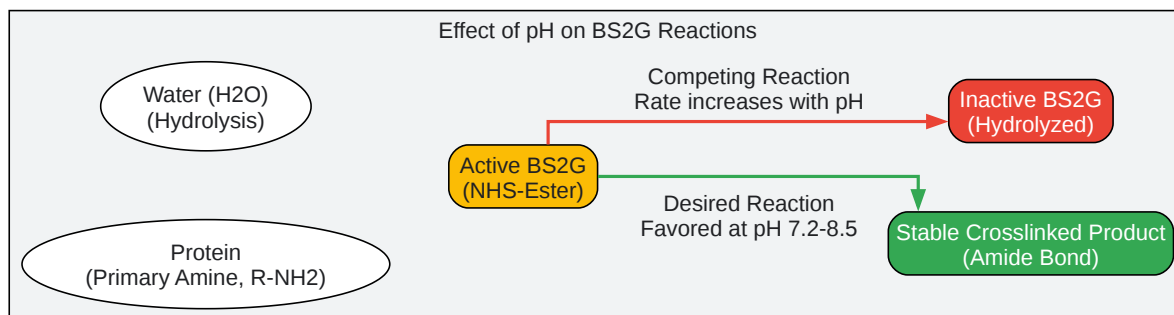 Effect of pH on BS2G Reactions
Water (H2O)
(Hydrolysis)
Competing Reaction
Rate increases with pH
Inactive BS2G
(Hydrolyzed)
Active BS2G
(NHS-Ester)
Desired Reaction
Favored at pH 7.2-8.5
Stable Crosslinked Product
(Amide Bond)
Protein
(Primary Amine, R-NH2)